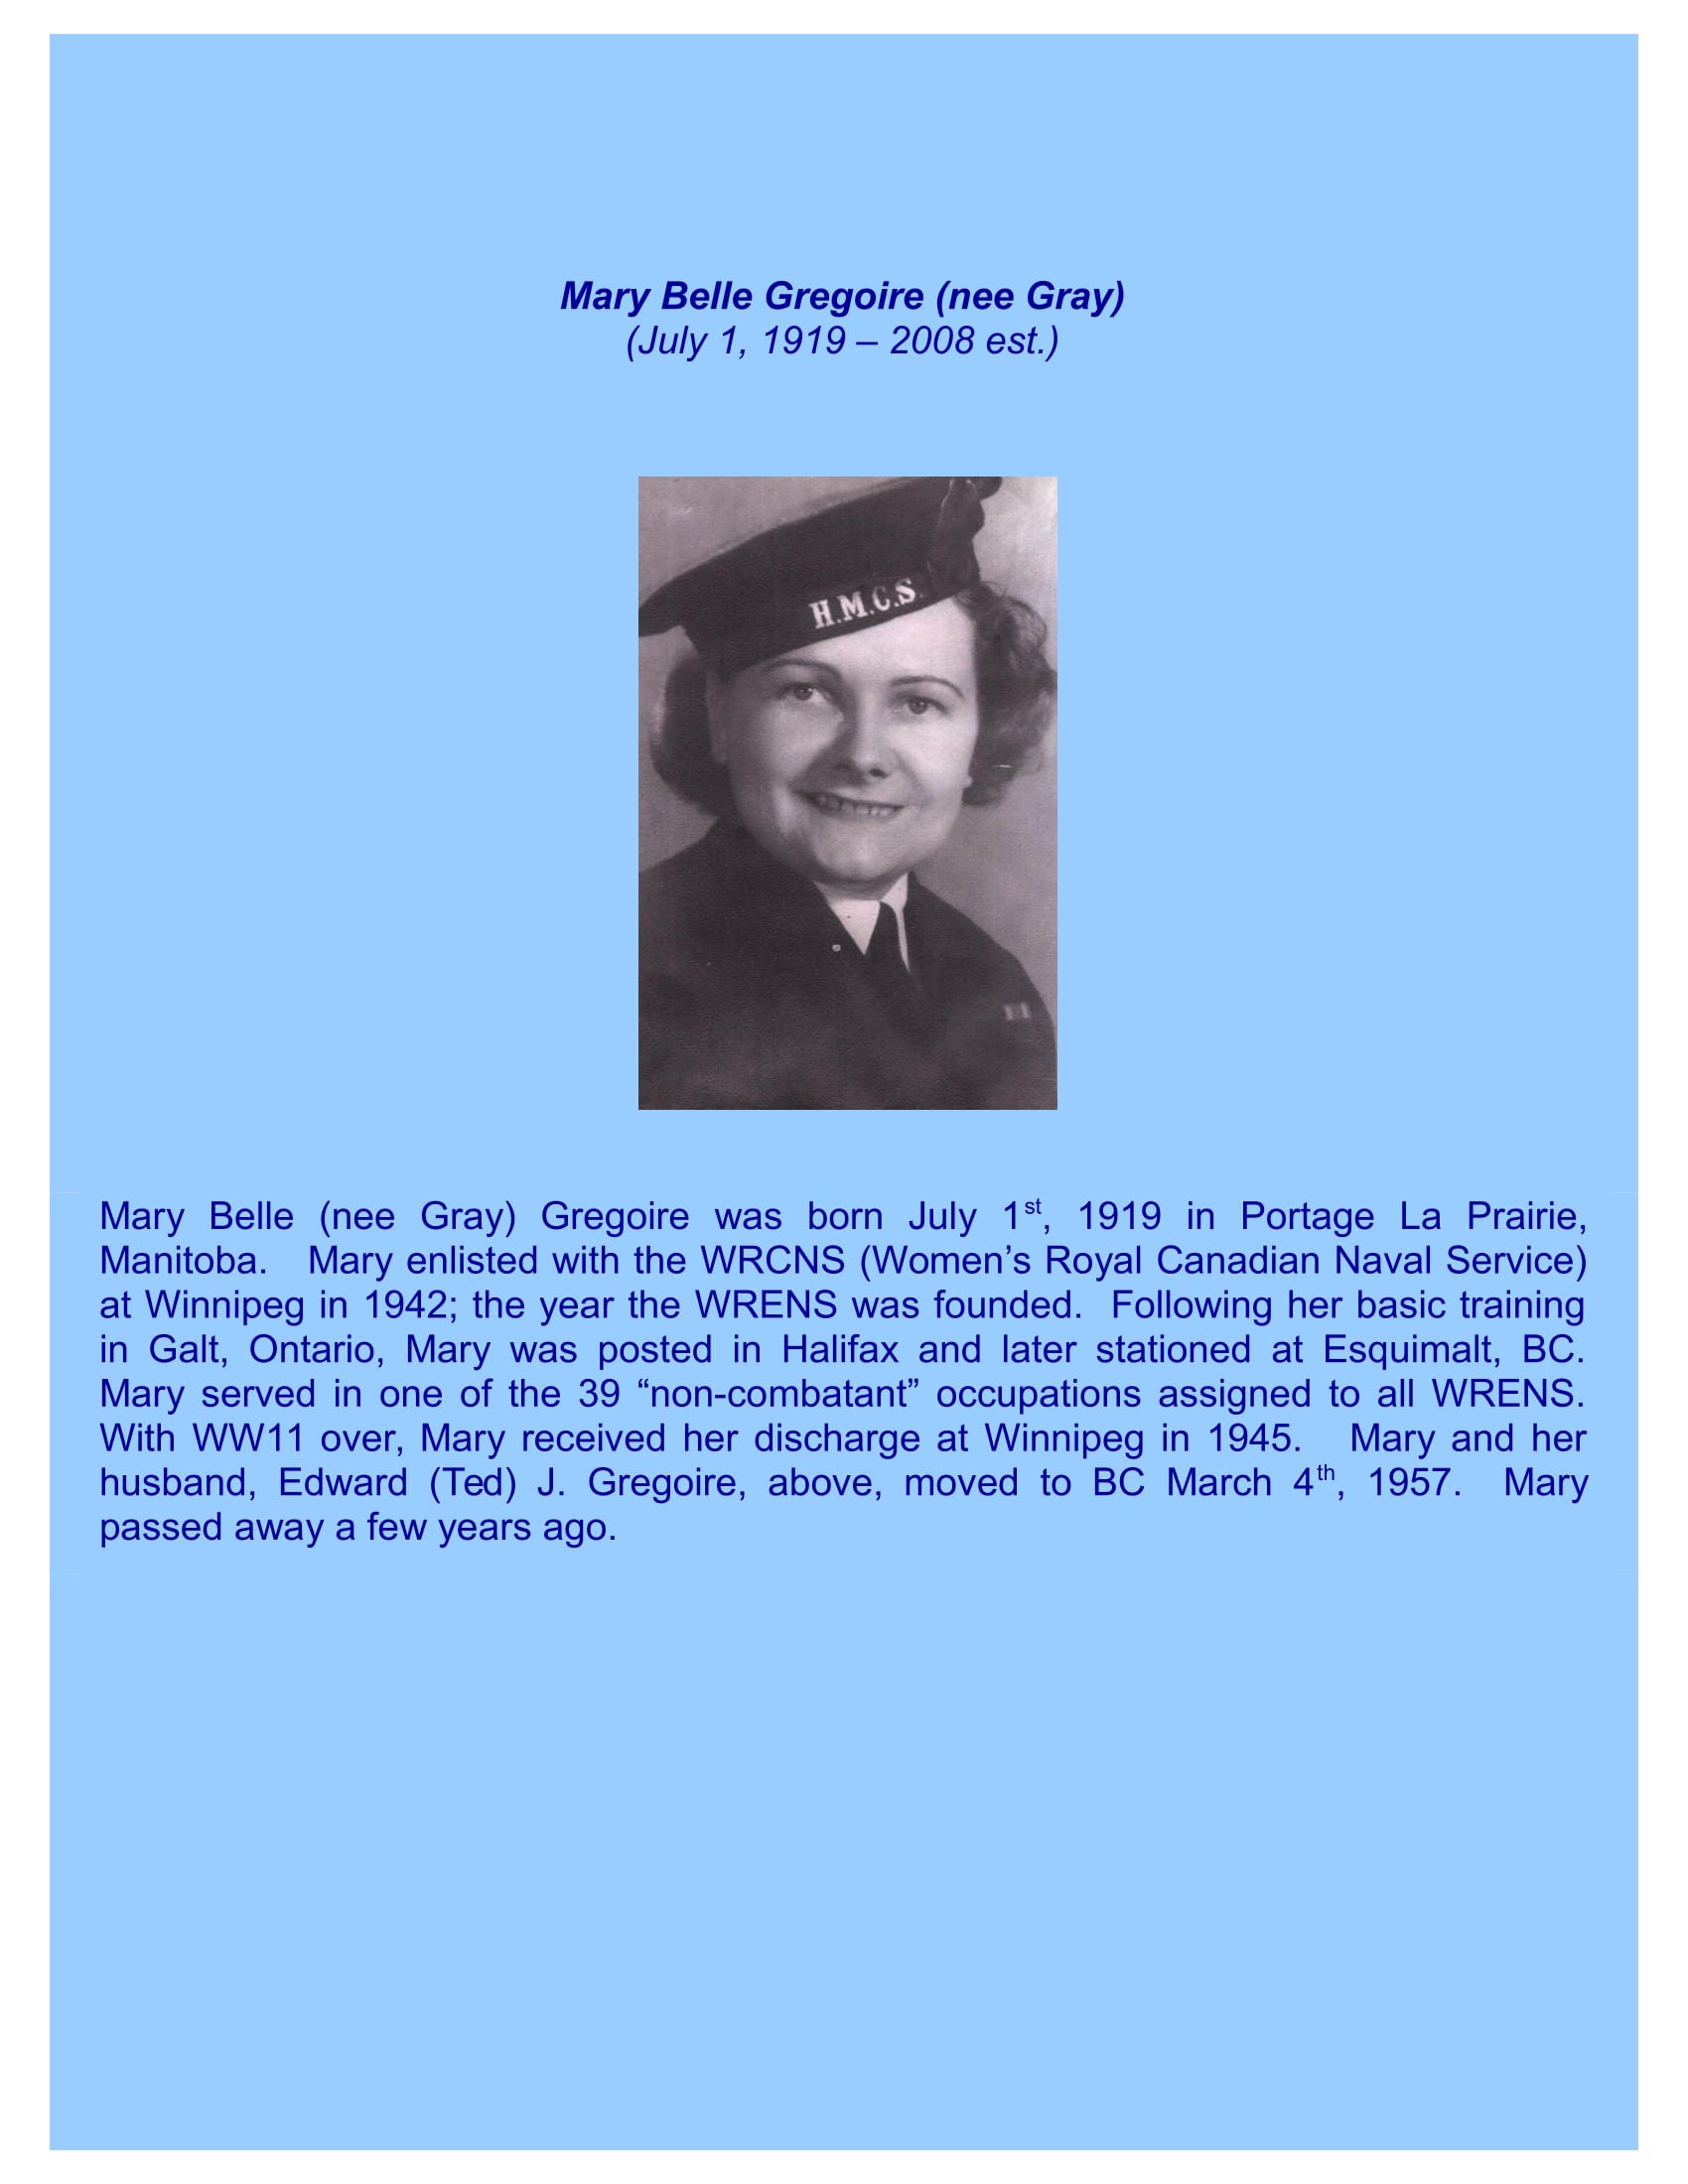 Mary Belle Gregoire (nee Gray)
(July 1, 1919 – 2008 est.)
H.M.C.S.
Mary Belle (nee Gray) Gregoire was born July 1st, 1919 in Portage La Prairie,
Manitoba. Mary enlisted with the WRCNS (Women’s Royal Canadian Naval Service)
at Winnipeg in 1942; the year the WRENS was founded. Following her basic training
in Galt, Ontario, Mary was posted in Halifax and later stationed at Esquimalt, BC.
Mary served in one of the 39 “non-combatant” occupations assigned to all WRENS.
With WW11 over, Mary received her discharge at Winnipeg in 1945. Mary and her
husband, Edward (Ted) J. Gregoire, above, moved to BC March 4th, 1957. Mary
passed away a few years ago.